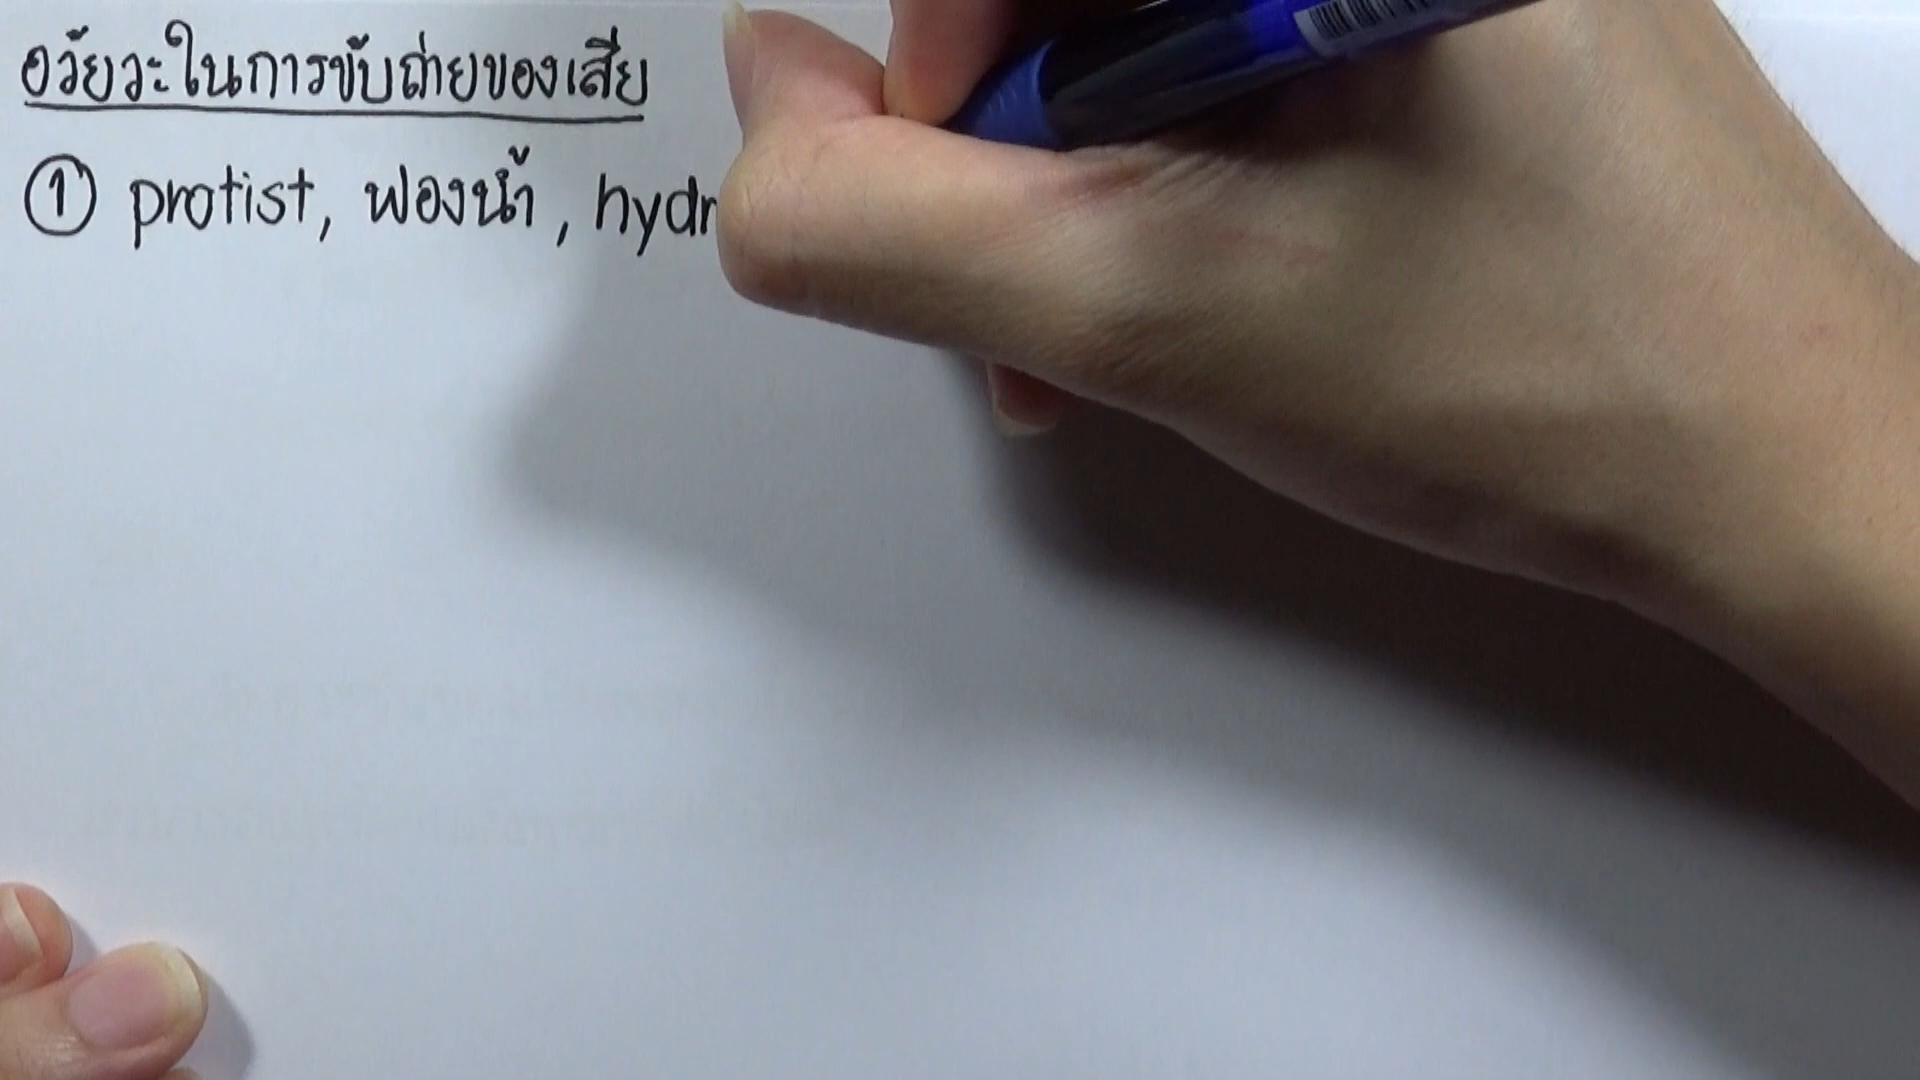 อวัยวะในการขับถ่ายของเสีย
① protist, ฟองน้ำ, hydr